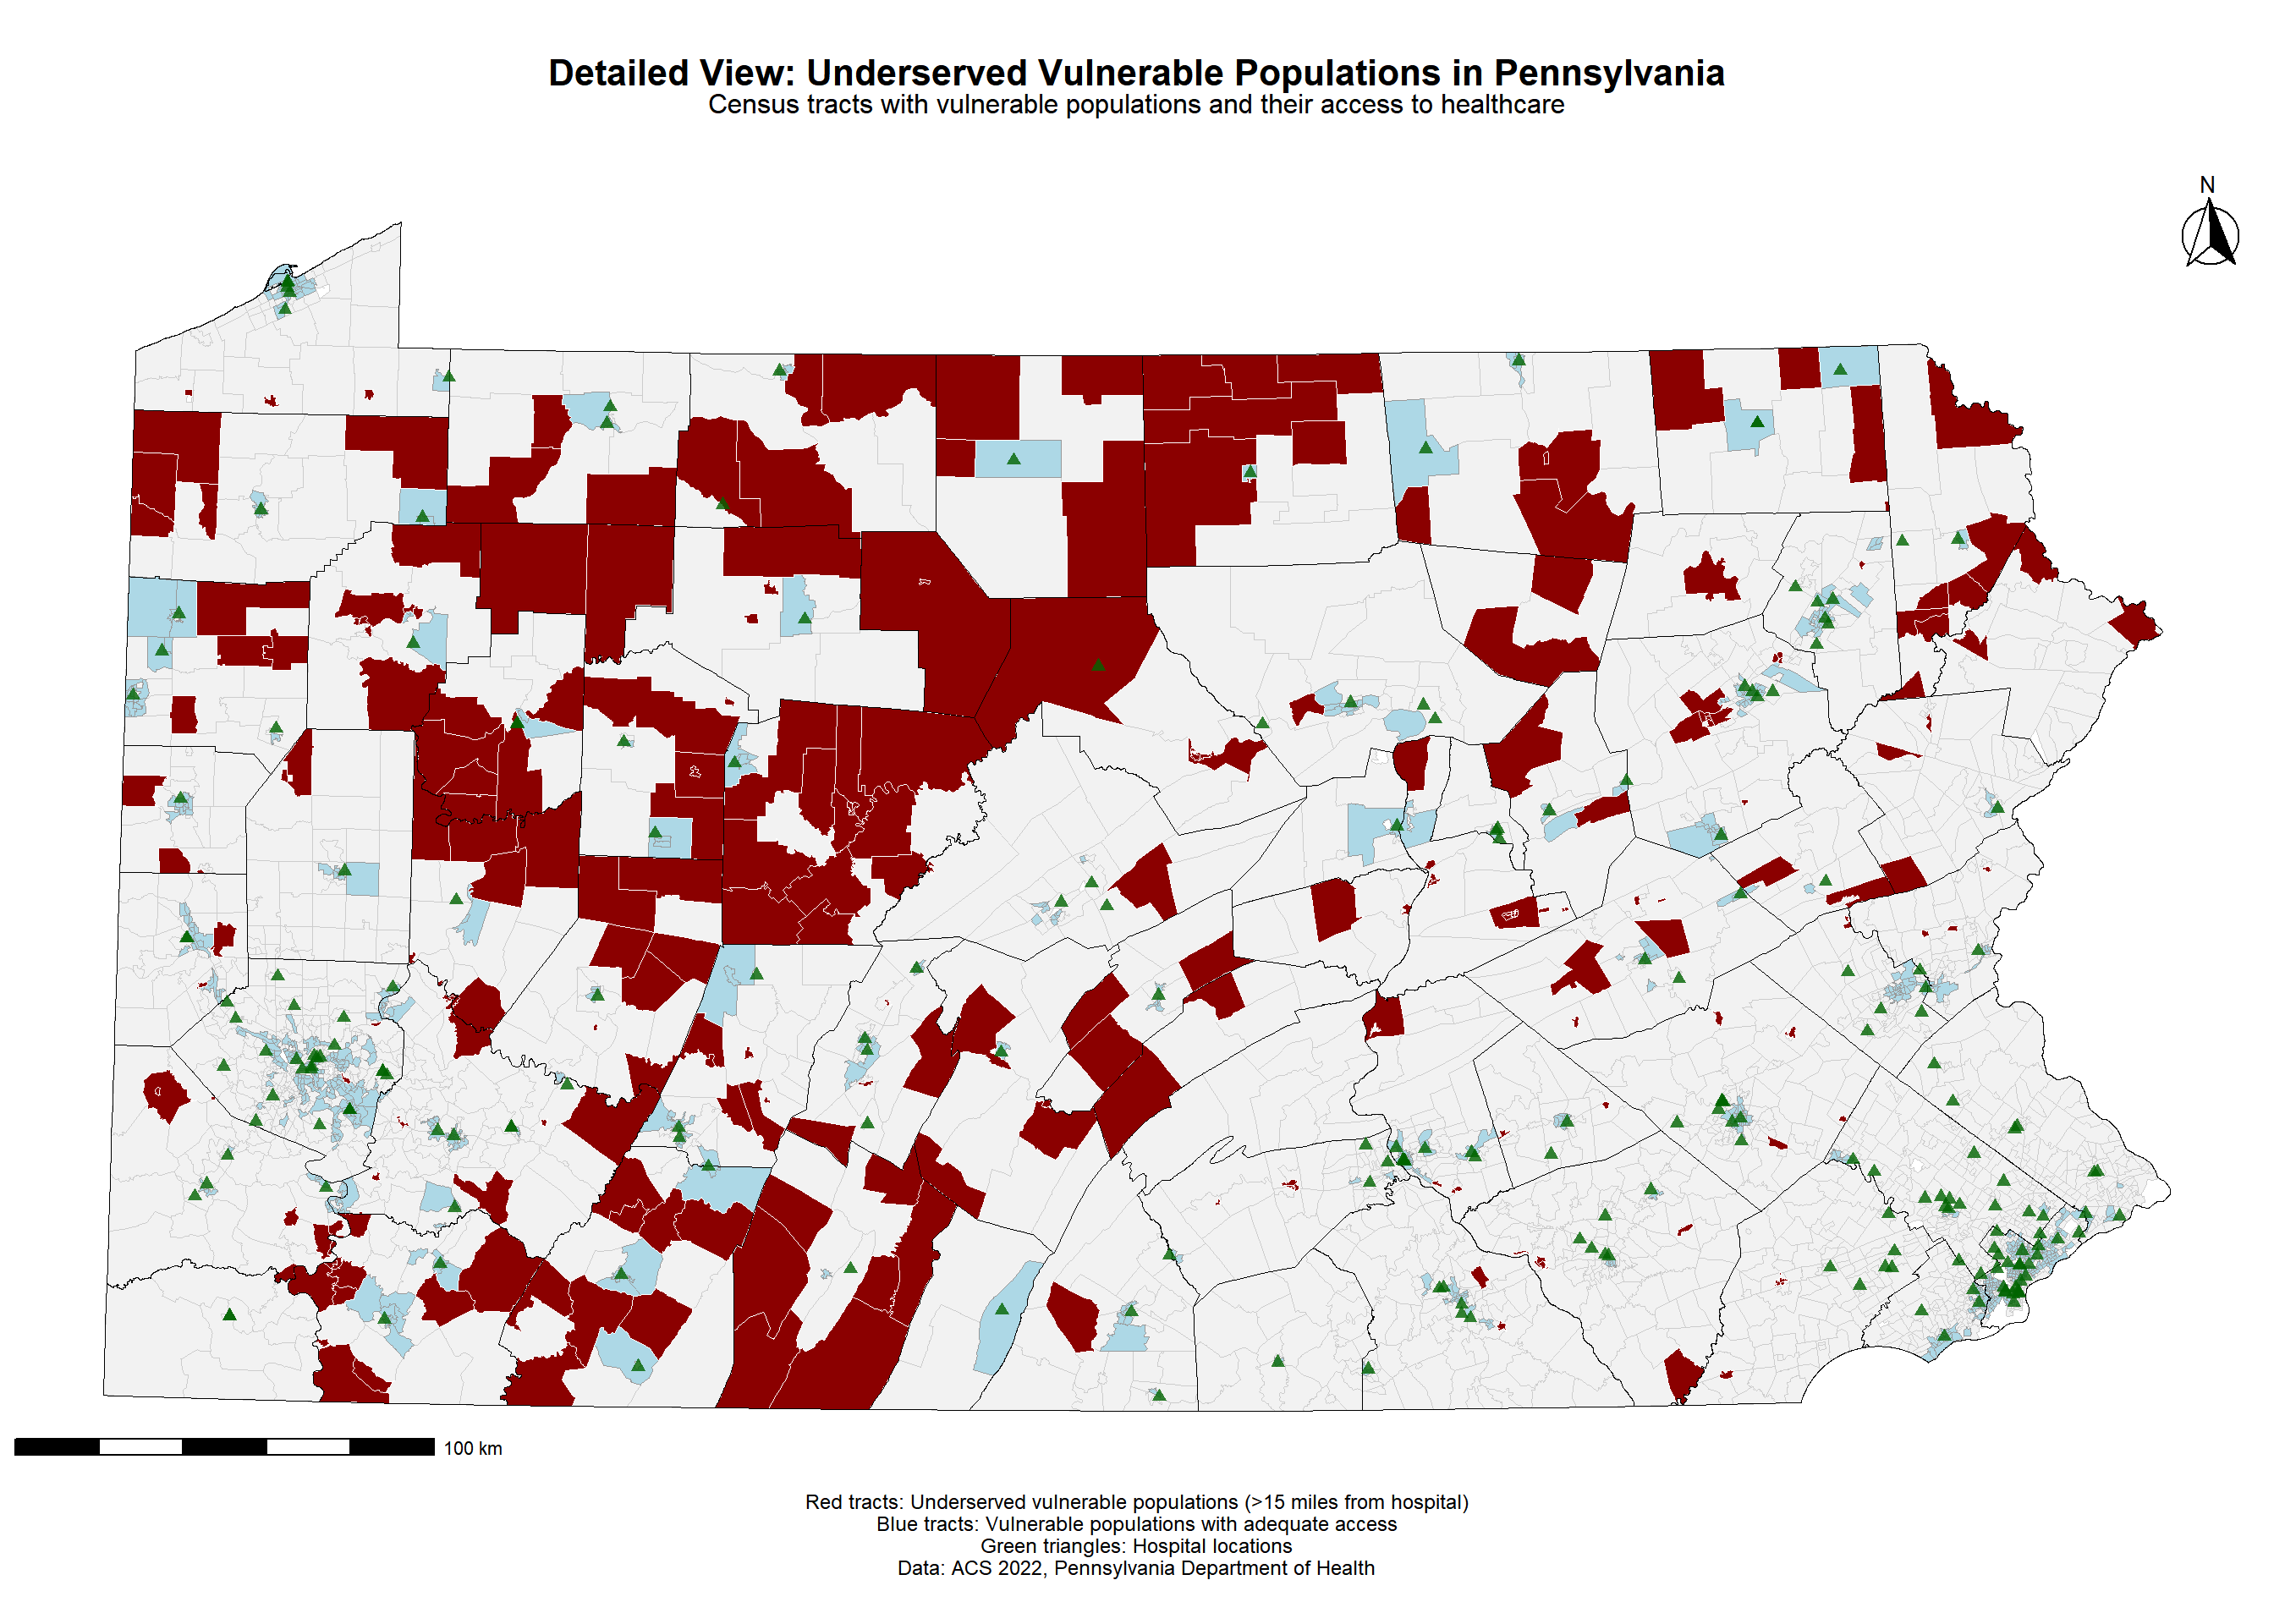 Detailed View: Underserved Vulnerable Populations in Pennsylvania
Census tracts with vulnerable populations and their access to healthcare
N
100 km
Red tracts: Underserved vulnerable populations (>15 miles from hospital)
Blue tracts: Vulnerable populations with adequate access
Green triangles: Hospital locations
Data: ACS 2022, Pennsylvania Department of Health